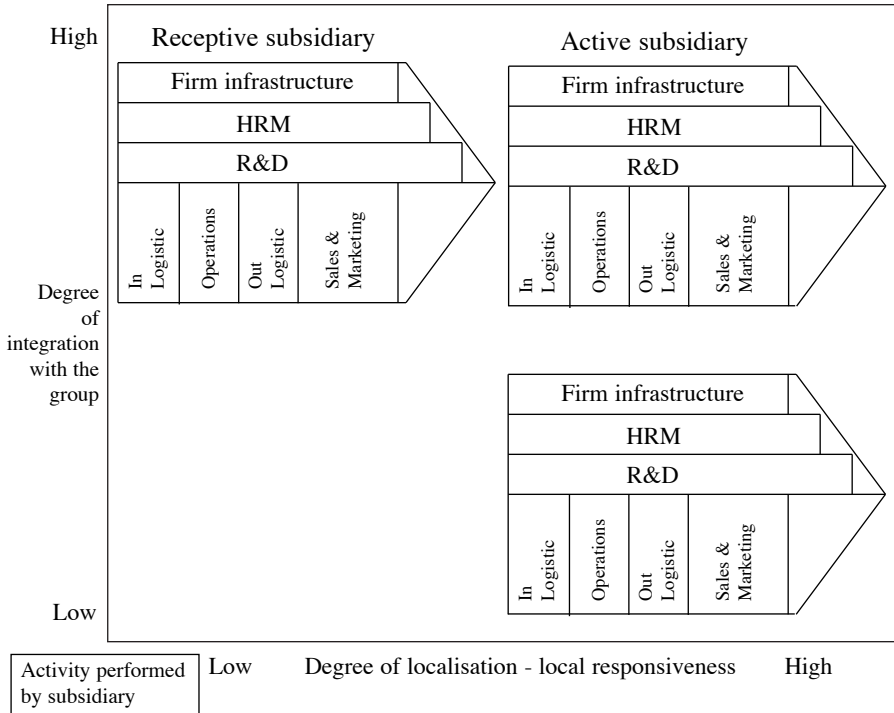 High
Receptive subsidiary
Active subsidiary
Firm infrastructure
HRM
R&D
In
Logistic
Operations
Out
Logistic
Sales &
Marketing
Firm infrastructure
HRM
R&D
In
Logistic
Operations
Out
Logistic
Sales &
Marketing
Degree
of
integration
with the
group
Firm infrastructure
HRM
R&D
In
Logistic
Operations
Out
Logistic
Sales &
Marketing
Low
Low
Degree of localisation - local responsiveness
High
Activity performed
by subsidiary